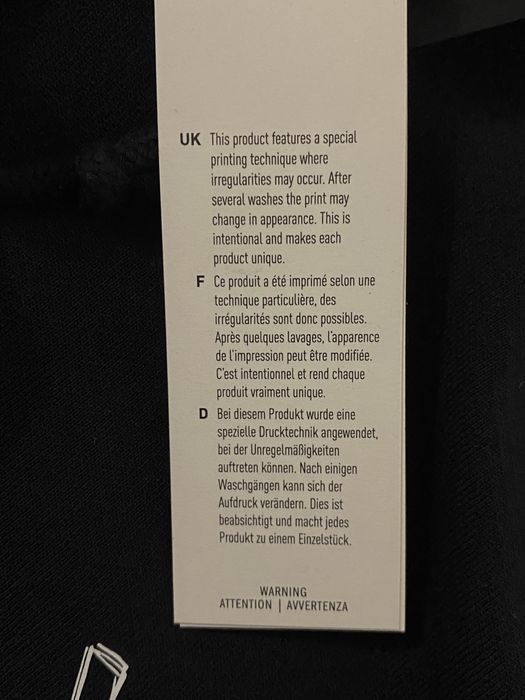 UK This product features a special
printing technique where
irregularities may occur. After
several washes the print may
change in appearance. This is
intentional and makes each
product unique.
F Ce produit a été imprimé selon une
technique particulière, des
irrégularités sont donc possibles.
Après quelques lavages, l'apparence
de l'impression peut être modifiée.
C'est intentionnel et rend chaque
produit vraiment unique.
D Bei diesem Produkt wurde eine
spezielle Drucktechnik angewendet,
bei der Unregelmäßigkeiten
auftreten können. Nach einigen
Waschgängen kann sich der
Aufdruck verändern. Dies ist
beabsichtigt und macht jedes
Produkt zu einem Einzelstück.
WARNING
ATTENTION | AVVERTENZA